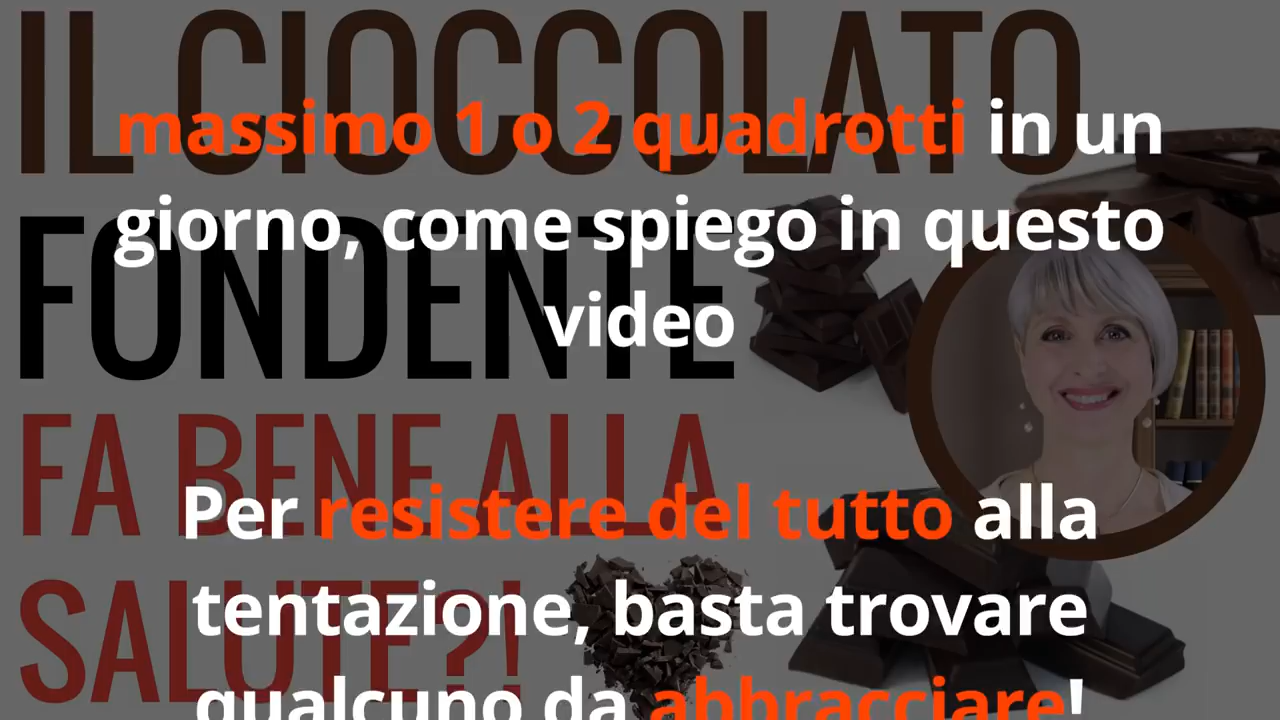 IL CIOCCOLATO
massimo 1 o 2 quadrotti in un
giorno, come spiego in questo
FONDENTE
video
FA BENE ALLA
Per resistere del tutto alla
tentazione, basta trovare
SALUTE?!
qualcuno da abbracciare!